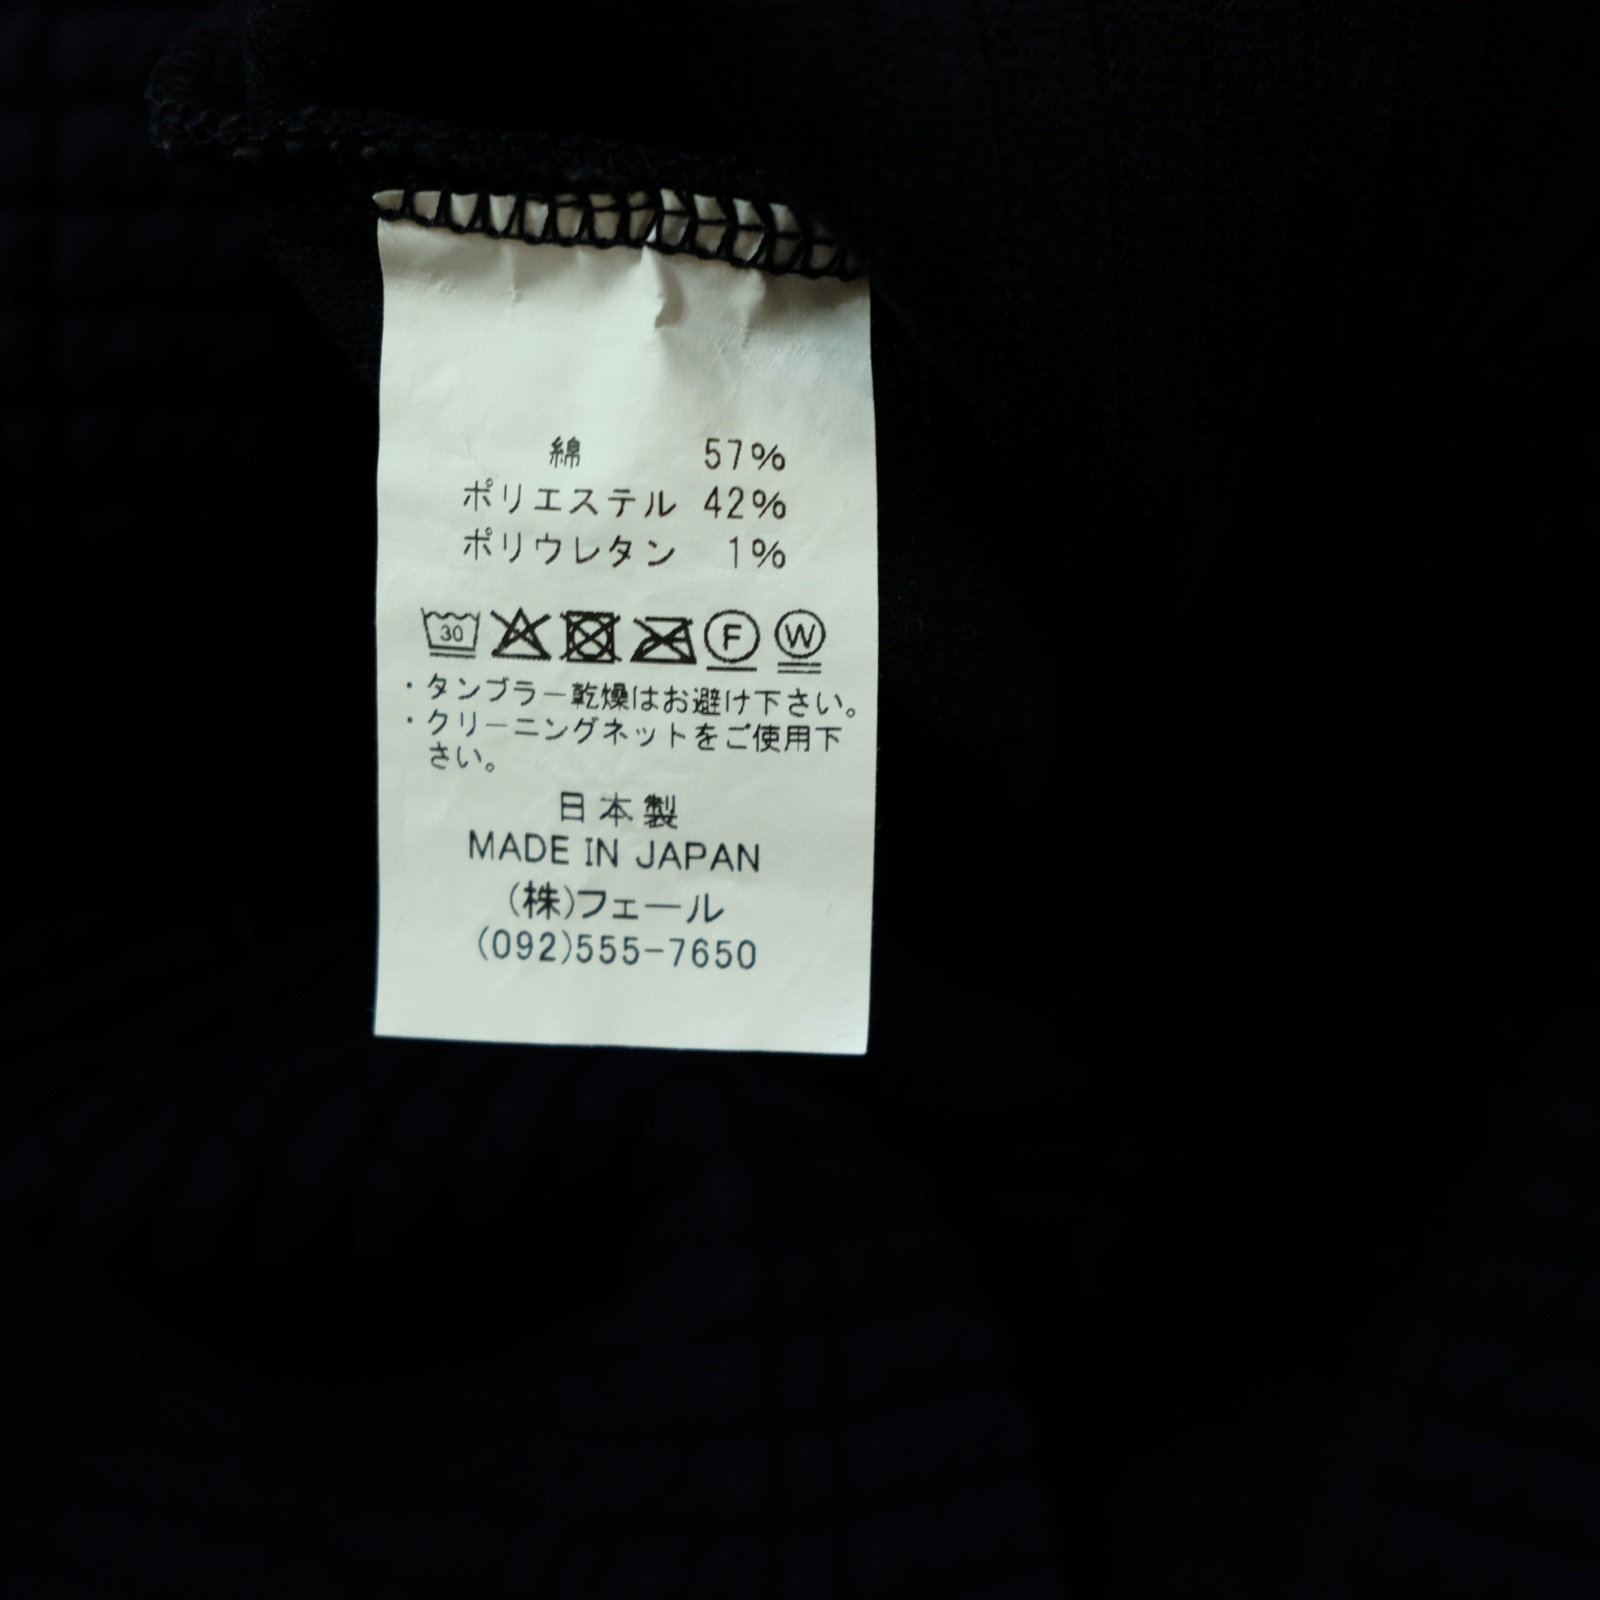 綿 57%
ポリエステル 42%
ポリウレタン 1%
30 F W
・タンブラー乾燥はお避け下さい。
・クリーニングネットをご使用下
さい。
日本製
MADE IN JAPAN
(株)フェール
(092)555-7650